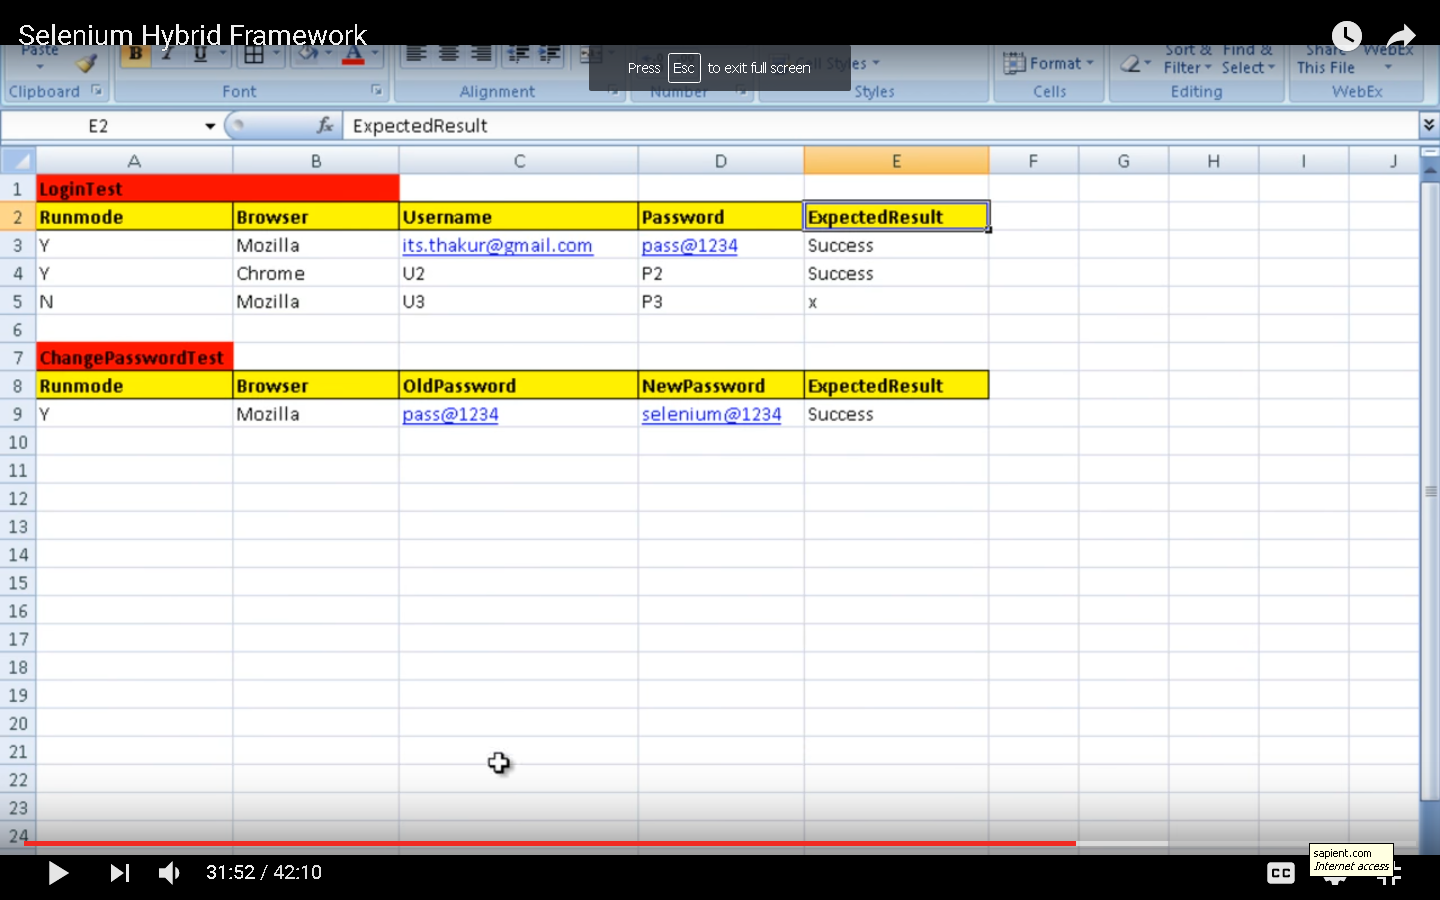 Selenium Hybrid Framework
Paste B I U A Cell Styles Sort & Find & Share WebEx
Press Esc to exit full screen
Format Filter Select This File
Clipboard Font Alignment Number Styles Cells Editing WebEx
E2 fx ExpectedResult
A B C D E F G H I J
1 LoginTest
2 Runmode Browser Username Password ExpectedResult
3 Y Mozilla its.thakur@gmail.com pass@1234 Success
4 Y Chrome U2 P2 Success
5 N Mozilla U3 P3 x
6
7 ChangePasswordTest
8 Runmode Browser OldPassword NewPassword ExpectedResult
9 Y Mozilla pass@1234 selenium@1234 Success
10
11
12
13
14
15
16
17
18
19
20
21
22
23
24
sapient.com
Internet access
31:52 / 42:10 CC